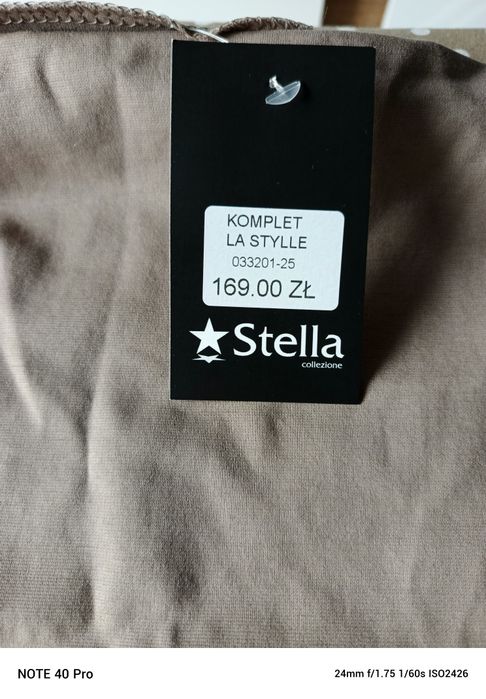 KOMPLET
LA STYLLE
033201-25
169.00 ZŁ
Stella
collezione
NOTE 40 Pro
24mm f/1.75 1/60s ISO2426